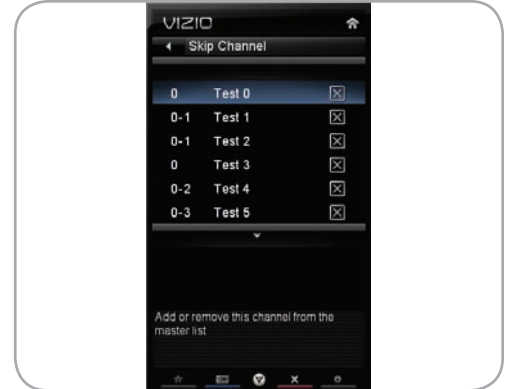 VIZIO
Skip Channel
0 Test 0
0-1 Test 1
0-1 Test 2
0 Test 3
0-2 Test 4
0-3 Test 5
Add or remove this channel from the
master list